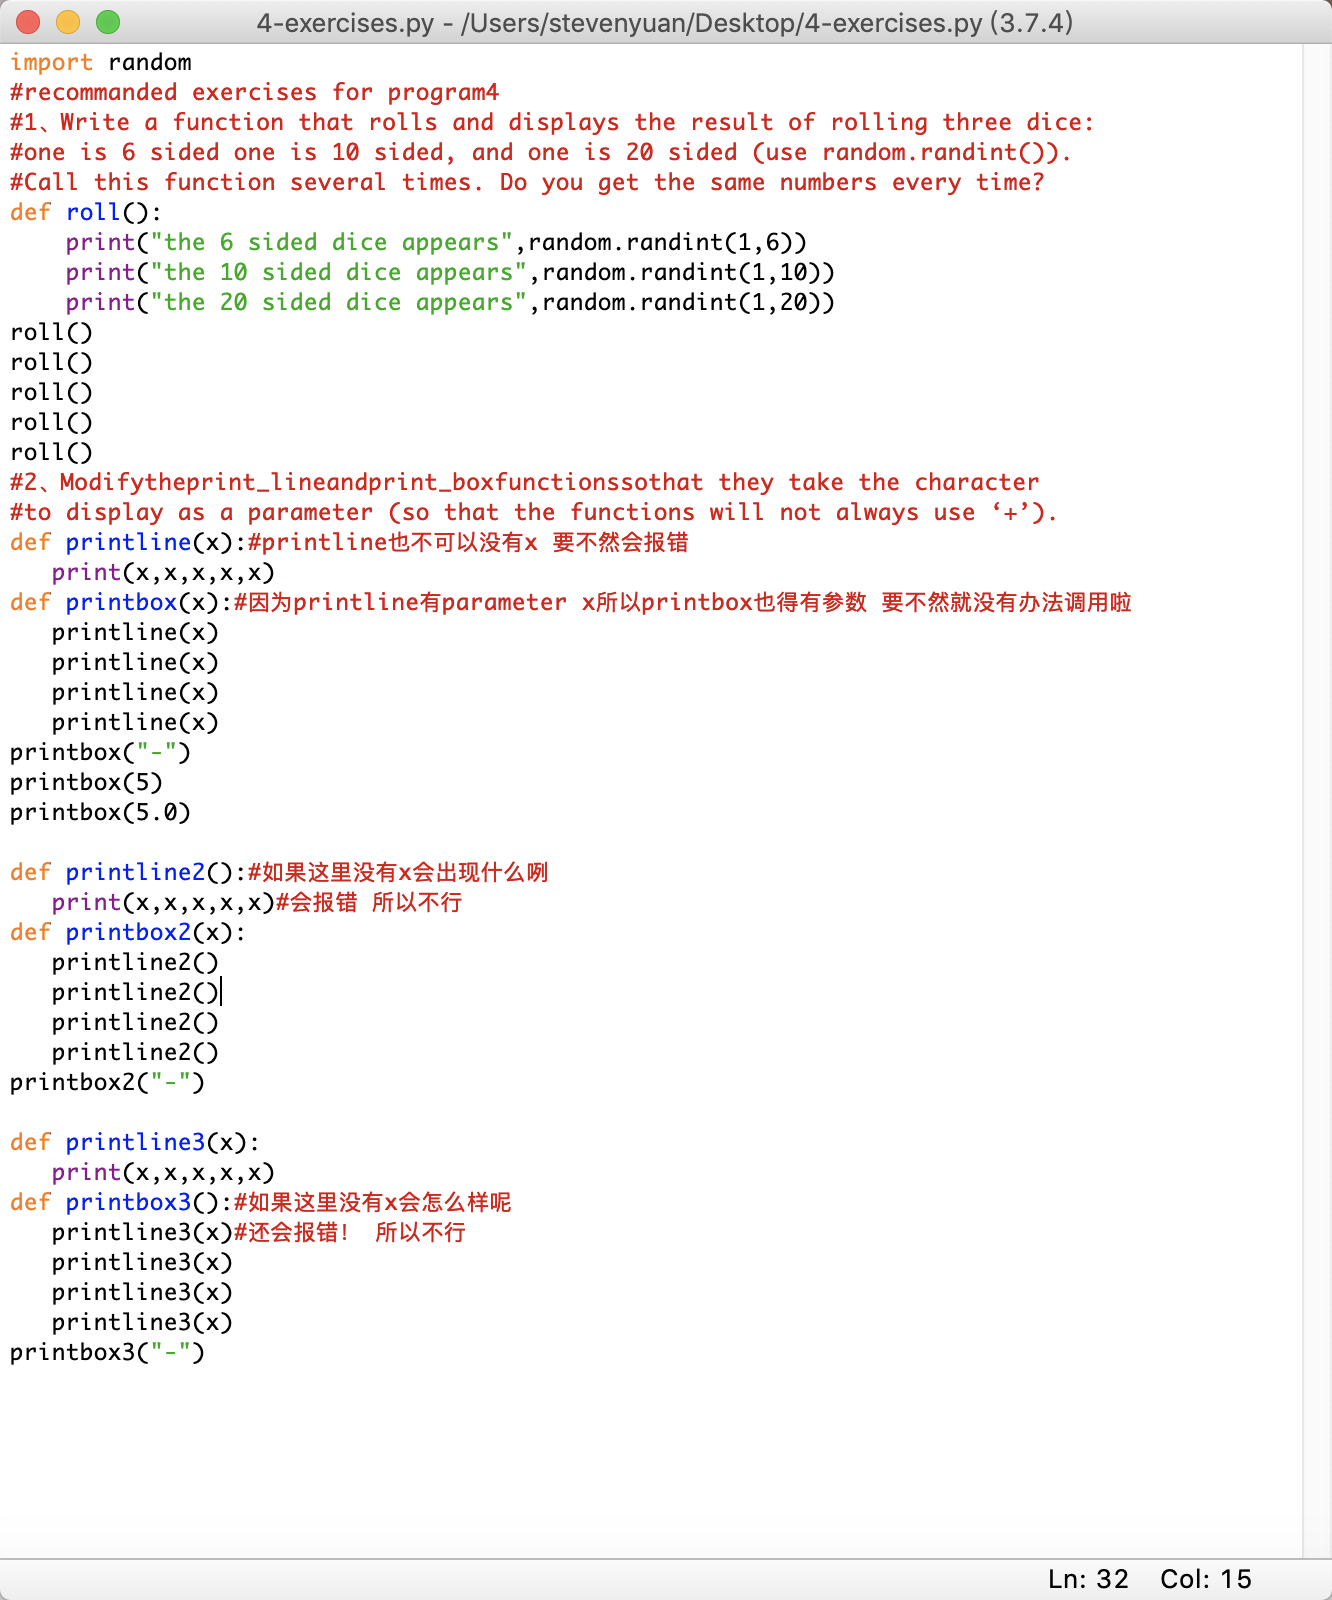 4-exercises.py - /Users/stevenyuan/Desktop/4-exercises.py (3.7.4)
import random
#recommanded exercises for program4
#1、Write a function that rolls and displays the result of rolling three dice:
#one is 6 sided one is 10 sided, and one is 20 sided (use random.randint()).
#Call this function several times. Do you get the same numbers every time?
def roll():
    print("the 6 sided dice appears",random.randint(1,6))
    print("the 10 sided dice appears",random.randint(1,10))
    print("the 20 sided dice appears",random.randint(1,20))
roll()
roll()
roll()
roll()
roll()
#2、Modifytheprint_lineandprint_boxfunctionssothat they take the character
#to display as a parameter (so that the functions will not always use ‘+’).
def printline(x):#printline也不可以没有x 要不然会报错
   print(x,x,x,x,x)
def printbox(x):#因为printline有parameter x所以printbox也得有参数 要不然就没有办法调用啦
   printline(x)
   printline(x)
   printline(x)
   printline(x)
printbox("-")
printbox(5)
printbox(5.0)

def printline2():#如果这里没有x会出现什么咧
   print(x,x,x,x,x)#会报错 所以不行
def printbox2(x):
   printline2()
   printline2()
   printline2()
   printline2()
printbox2("-")

def printline3(x):
   print(x,x,x,x,x)
def printbox3():#如果这里没有x会怎么样呢
   printline3(x)#还会报错！ 所以不行
   printline3(x)
   printline3(x)
   printline3(x)
printbox3("-")
Ln: 32 Col: 15